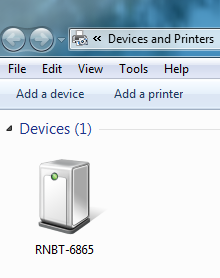 « Devices and Printers
File Edit View Tools Help
Add a device Add a printer
Devices (1)
RNBT-6865